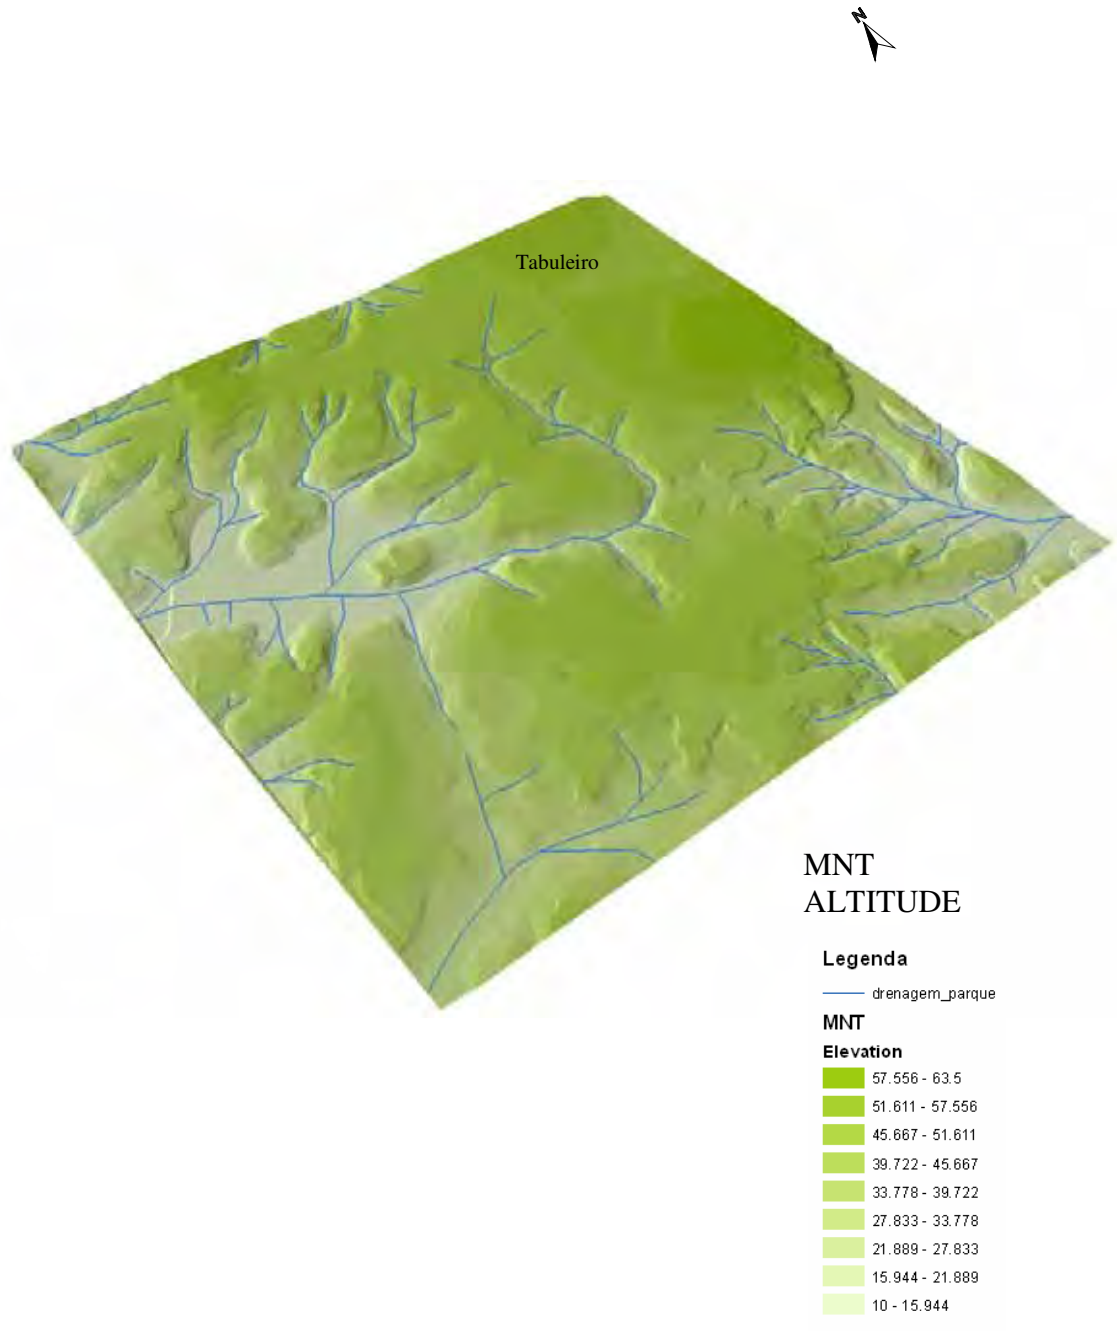 N
Tabuleiro
MNT
ALTITUDE
Legenda
drenagem_parque
MNT
Elevation
57.556 - 63.5
51.611 - 57.556
45.667 - 51.611
39.722 - 45.667
33.778 - 39.722
27.833 - 33.778
21.889 - 27.833
15.944 - 21.889
10 - 15.944